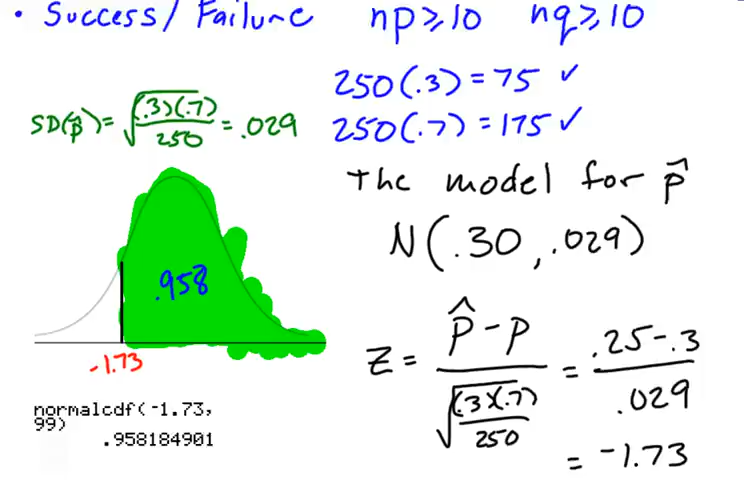 • Success/Failure np≥10 nq≥10
250(.3)=75 ✓
250(.7)=175 ✓
SD(p̂)=√((.3)(.7)/250)=.029
the model for p̂
N(.30,.029)
.958
-1.73
z = (p̂-p)/√((.3)(.7)/250) = (.25-.3)/.029
= -1.73
normalcdf(-1.73,
99)
.958184901